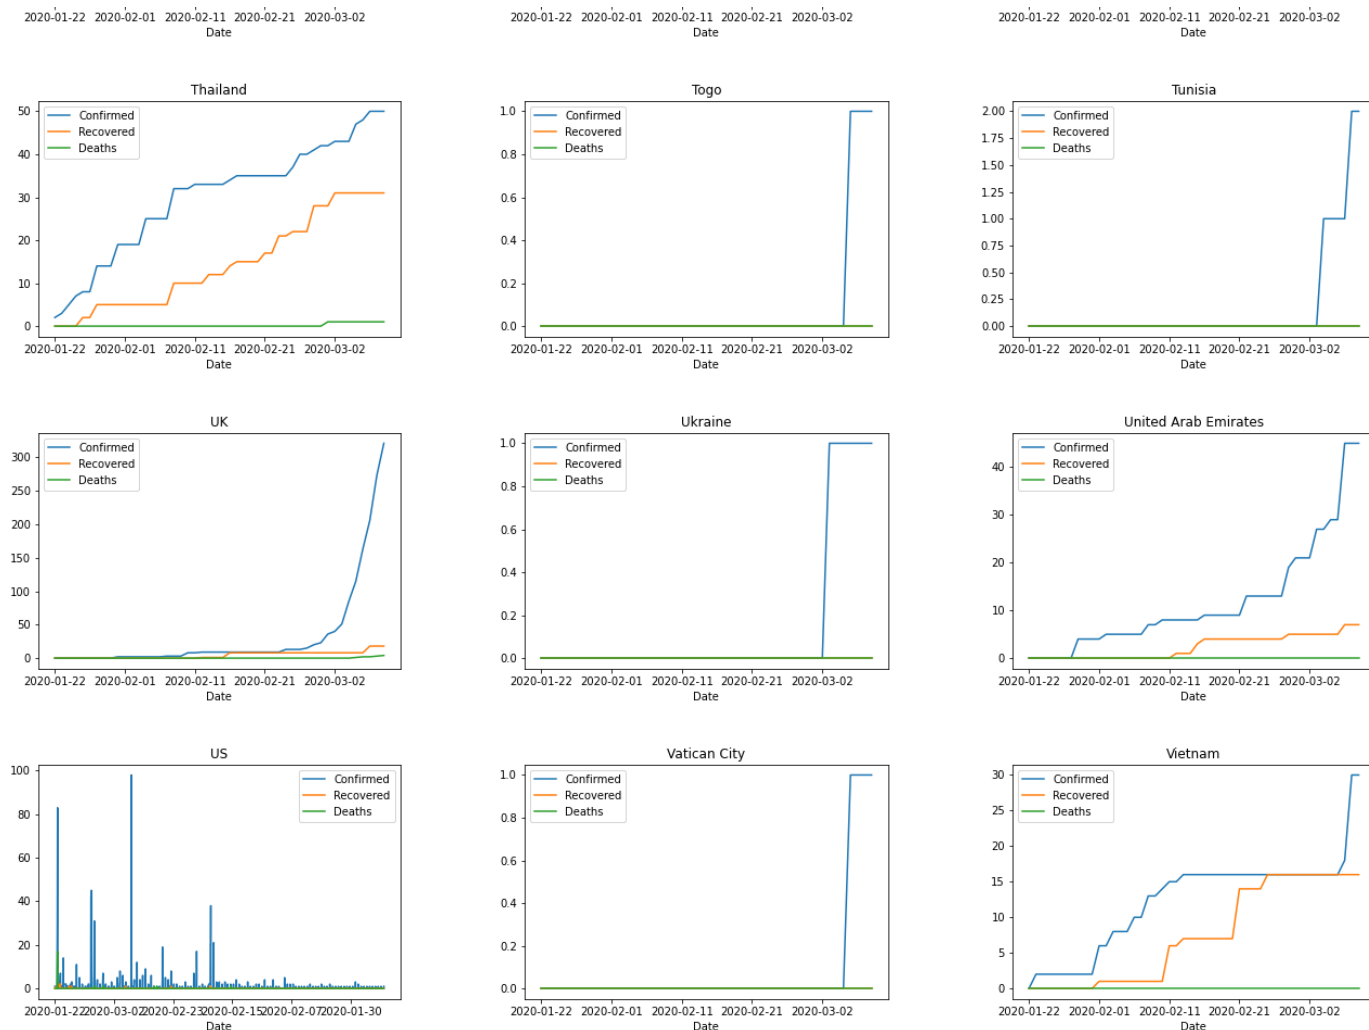 2020-01-22 2020-02-01 2020-02-11 2020-02-21 2020-03-02
Date
2020-01-22 2020-02-01 2020-02-11 2020-02-21 2020-03-02
Date
2020-01-22 2020-02-01 2020-02-11 2020-02-21 2020-03-02
Date
Thailand
Confirmed
Recovered
Deaths
50
40
30
20
10
0
2020-01-22 2020-02-01 2020-02-11 2020-02-21 2020-03-02
Date
Togo
Confirmed
Recovered
Deaths
1.0
0.8
0.6
0.4
0.2
0.0
2020-01-22 2020-02-01 2020-02-11 2020-02-21 2020-03-02
Date
Tunisia
Confirmed
Recovered
Deaths
2.00
1.75
1.50
1.25
1.00
0.75
0.50
0.25
0.00
2020-01-22 2020-02-01 2020-02-11 2020-02-21 2020-03-02
Date
UK
Confirmed
Recovered
Deaths
300
250
200
150
100
50
0
2020-01-22 2020-02-01 2020-02-11 2020-02-21 2020-03-02
Date
Ukraine
Confirmed
Recovered
Deaths
1.0
0.8
0.6
0.4
0.2
0.0
2020-01-22 2020-02-01 2020-02-11 2020-02-21 2020-03-02
Date
United Arab Emirates
Confirmed
Recovered
Deaths
40
30
20
10
0
2020-01-22 2020-02-01 2020-02-11 2020-02-21 2020-03-02
Date
US
Confirmed
Recovered
Deaths
100
80
60
40
20
0
2020-01-22 2020-03-02 2020-02-23 2020-02-15 2020-02-07 2020-01-30
Date
Vatican City
Confirmed
Recovered
Deaths
1.0
0.8
0.6
0.4
0.2
0.0
2020-01-22 2020-02-01 2020-02-11 2020-02-21 2020-03-02
Date
Vietnam
Confirmed
Recovered
Deaths
30
25
20
15
10
5
0
2020-01-22 2020-02-01 2020-02-11 2020-02-21 2020-03-02
Date